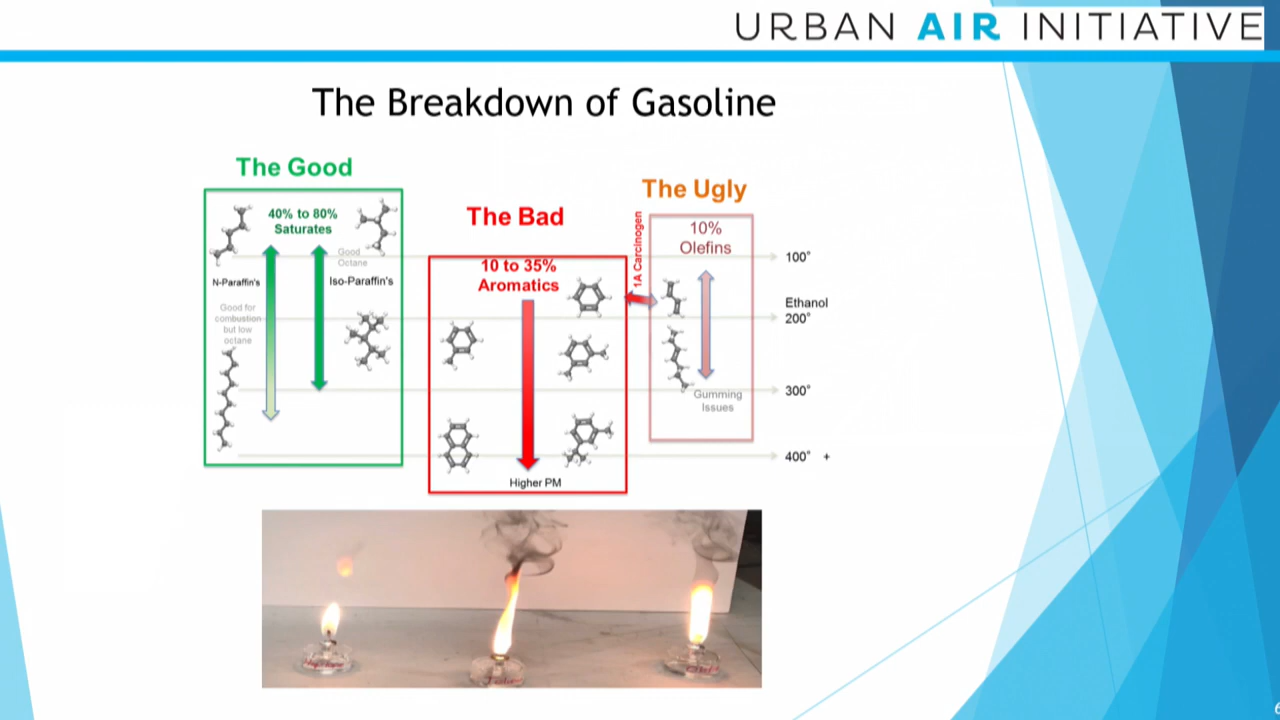 URBAN AIR INITIATIVE
The Breakdown of Gasoline
The Good
40% to 80%
Saturates
Good
Octane
N-Paraffin's
Iso-Paraffin's
Good for
combustion
but low
octane
The Bad
10 to 35%
Aromatics
Higher PM
1A Carcinogen
The Ugly
10%
Olefins
Gumming
Issues
100°
Ethanol
200°
300°
400° +
6